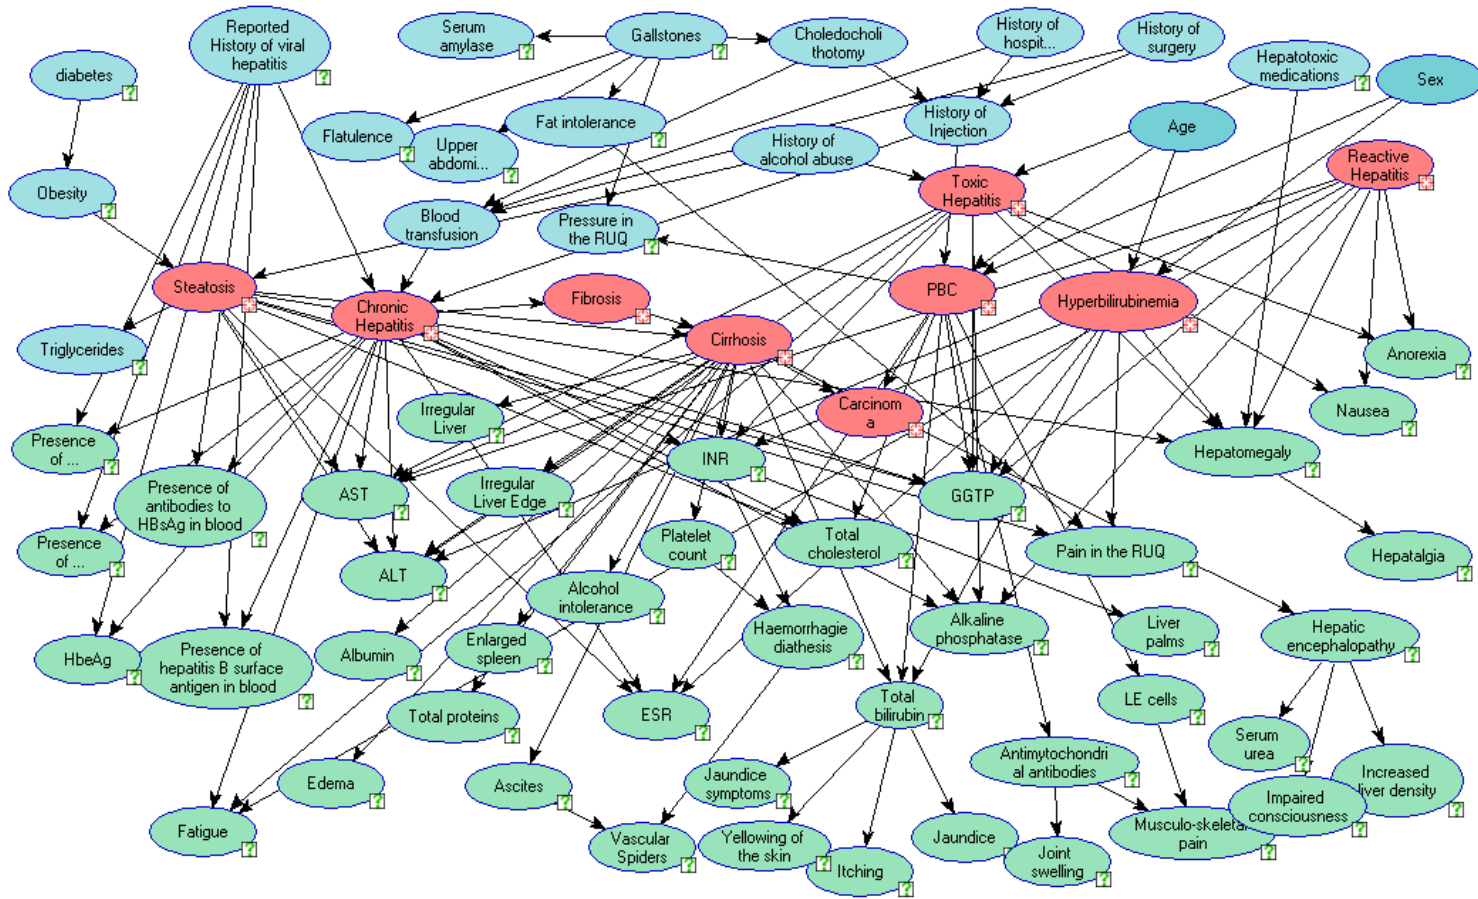 Reported
History of viral
hepatitis
Serum
amylase
Gallstones
Choledocholi
thotomy
History of
hospit...
History of
surgery
Hepatotoxic
medications
Sex
diabetes
Flatulence
Upper
abdomi...
Fat intolerance
History of
alcohol abuse
History of
Injection
Age
Reactive
Hepatitis
Obesity
Blood
transfusion
Pressure in
the RUQ
Toxic
Hepatitis
Steatosis
Chronic
Hepatitis
Fibrosis
Cirrhosis
PBC
Hyperbilirubinemia
Triglycerides
Anorexia
Irregular
Liver
Carcinom
a
Nausea
Presence
of ...
INR
Hepatomegaly
Presence of
antibodies to
HBsAg in blood
AST
Irregular
Liver Edge
GGTP
Presence
of ...
ALT
Platelet
count
Total
cholesterol
Pain in the RUQ
Hepatalgia
Alcohol
intolerance
HbeAg
Presence of
hepatitis B surface
antigen in blood
Albumin
Enlarged
spleen
Haemorrhagie
diathesis
Alkaline
phosphatase
Liver
palms
Hepatic
encephalopathy
Total proteins
ESR
Total
bilirubin
LE cells
Serum
urea
Edema
Ascites
Jaundice
symptoms
Antimytochondri
al antibodies
Increased
liver density
Impaired
consciousness
Fatigue
Vascular
Spiders
Yellowing of
the skin
Itching
Jaundice
Joint
swelling
Musculo-skeletal
pain